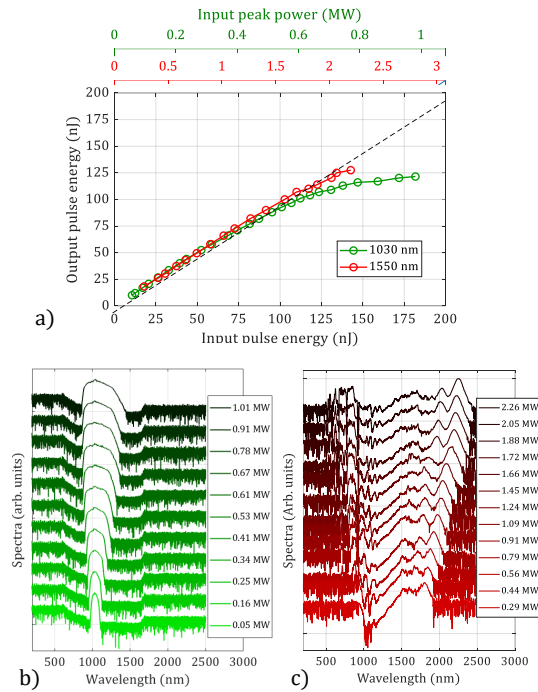 Input peak power (MW)
0 0.2 0.4 0.6 0.8 1
0 0.5 1 1.5 2 2.5 3
200
175
150
125
100
75
50
25
0
Output pulse energy (nJ)
1030 nm
1550 nm
0 25 50 75 100 125 150 175 200
Input pulse energy (nJ)
a)
Spectra (arb. units)
1.01 MW
0.91 MW
0.78 MW
0.67 MW
0.61 MW
0.53 MW
0.41 MW
0.34 MW
0.25 MW
0.16 MW
0.05 MW
500 1000 1500 2000 2500 3000
Wavelength (nm)
b)
Spectra (Arb. units)
2.26 MW
2.05 MW
1.88 MW
1.72 MW
1.66 MW
1.45 MW
1.24 MW
1.09 MW
0.91 MW
0.79 MW
0.56 MW
0.44 MW
0.29 MW
500 1000 1500 2000 2500 3000
Wavelength (nm)
c)